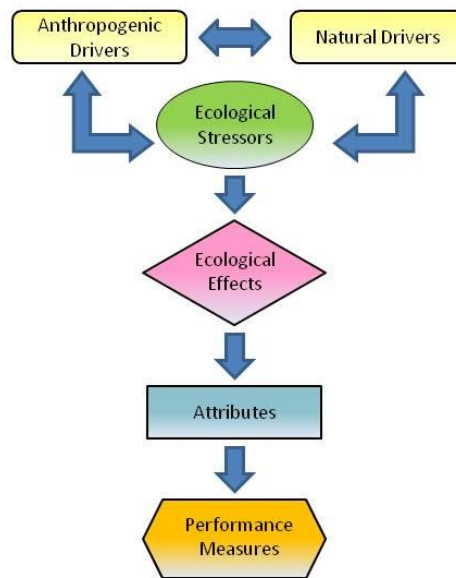 Anthropogenic
Drivers
Natural Drivers
Ecological
Stressors
Ecological
Effects
Attributes
Performance
Measures